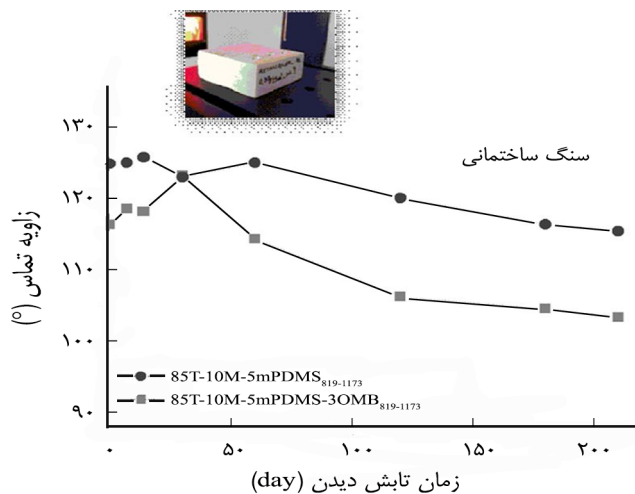 ۱۳۰
سنگ ساختمانی
۱۲۰
زاویه تماس (°)
۱۱۰
۱۰۰
85T-10M-5mPDMS819-1173
85T-10M-5mPDMS-3OMB819-1173
۹۰
۰ ۵۰ ۱۰۰ ۱۵۰ ۲۰۰
زمان تابش دیدن (day)